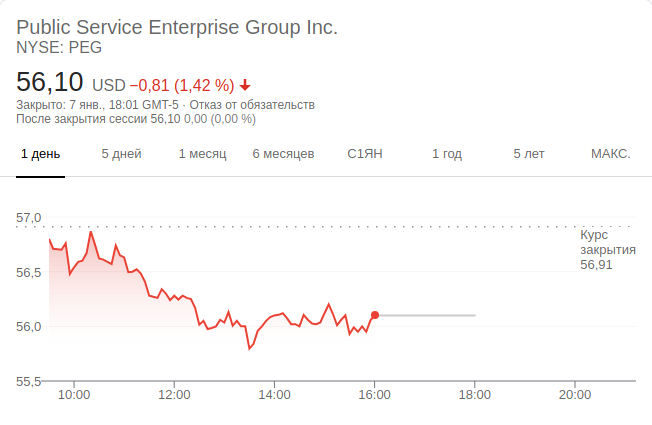 Public Service Enterprise Group Inc.
NYSE: PEG
56,10 USD −0,81 (1,42 %)
Закрыто: 7 янв., 18:01 GMT-5 · Отказ от обязательств
После закрытия сессии 56,10 0,00 (0,00 %)
1 день 5 дней 1 месяц 6 месяцев С1ЯН 1 год 5 лет МАКС.
57,0
Курс
закрытия
56,91
56,5
56,0
55,5
10:00 12:00 14:00 16:00 18:00 20:00